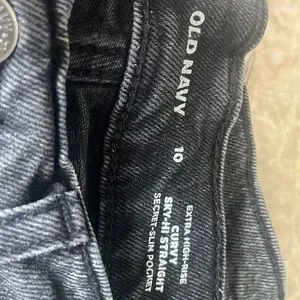 OLD NAVY
10
EXTRA HIGH-RISE
CURVY
SKY-HI STRAIGHT
SECRET-SLIM POCKET